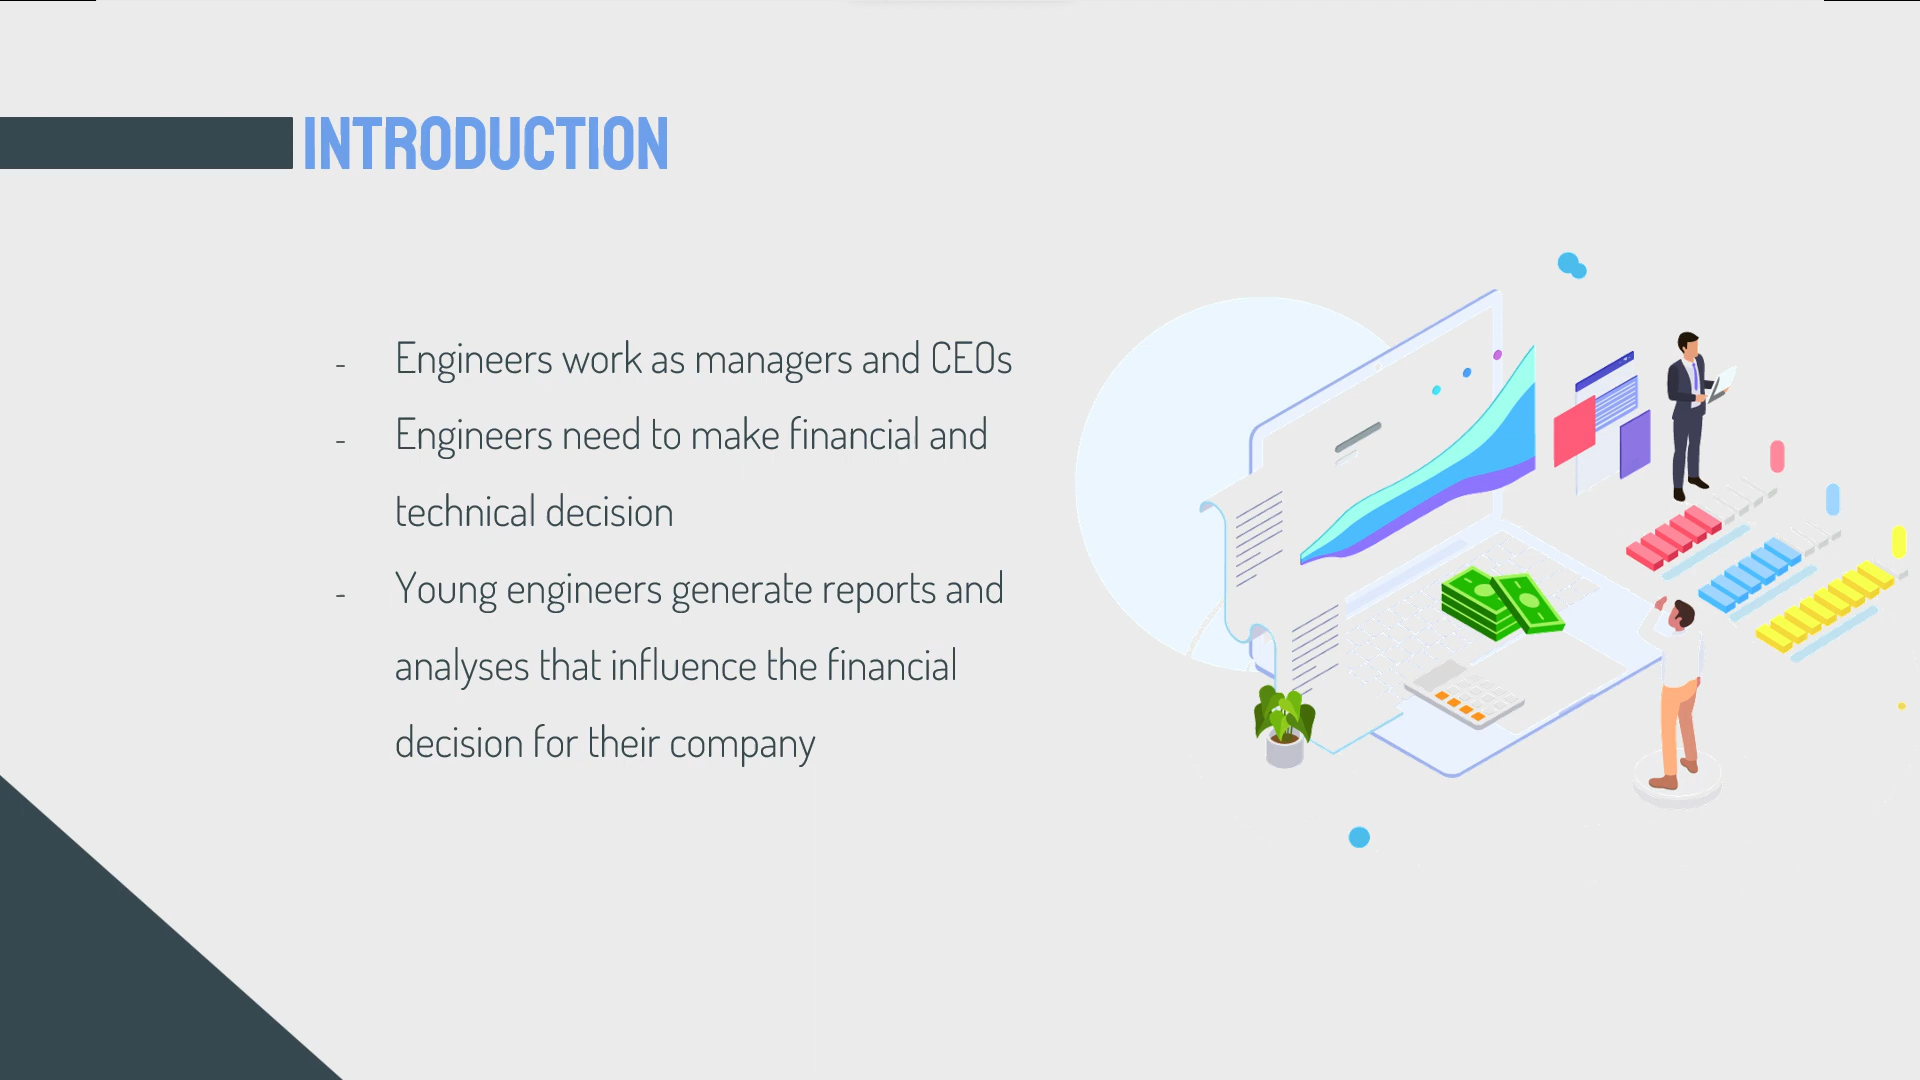 INTRODUCTION
- Engineers work as managers and CEOs
- Engineers need to make financial and
technical decision
- Young engineers generate reports and
analyses that influence the financial
decision for their company